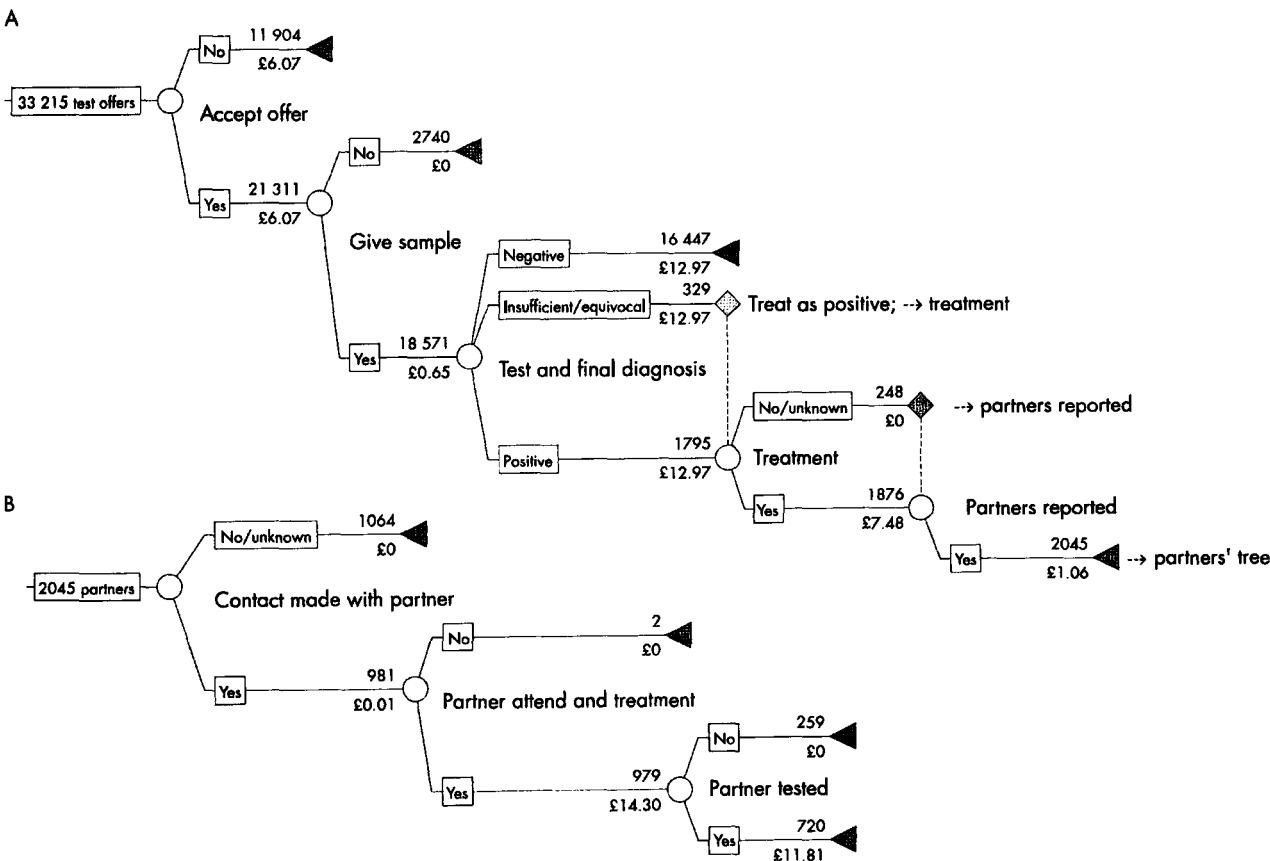 A
No
11 904
£6.07
33 215 test offers
Accept offer
No
2740
£0
Yes
21 311
£6.07
Give sample
Negative
16 447
£12.97
Insufficient/equivocal
329
£12.97
Treat as positive; --> treatment
Yes
18 571
£0.65
Test and final diagnosis
No/unknown
248
£0
--> partners reported
Positive
1795
£12.97
Treatment
Yes
1876
£7.48
Partners reported
Yes
2045
£1.06
--> partners' tree
B
No/unknown
1064
£0
2045 partners
Contact made with partner
No
2
£0
Yes
981
£0.01
Partner attend and treatment
No
259
£0
Yes
979
£14.30
Partner tested
Yes
720
£11.81